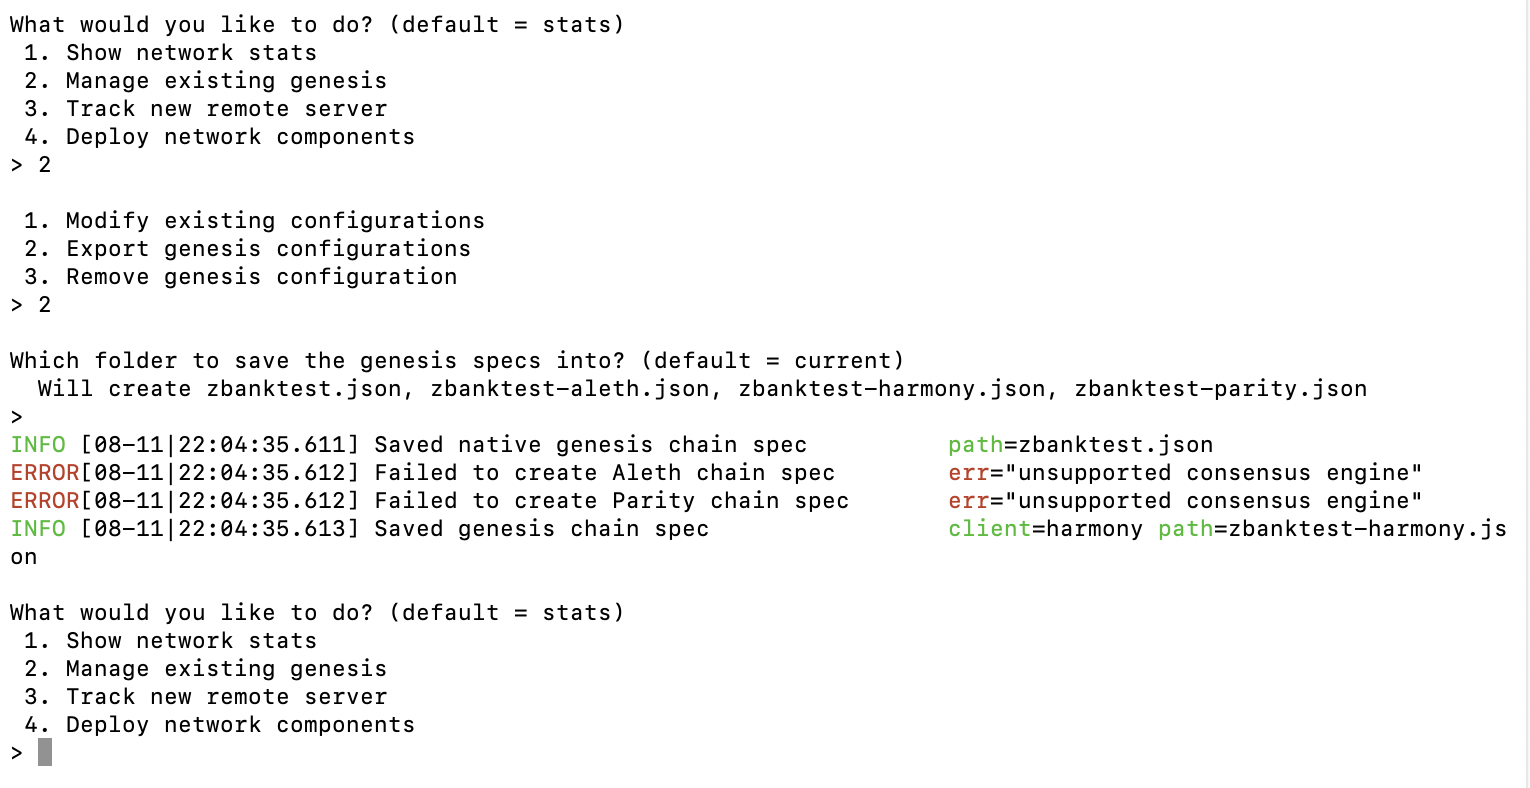 What would you like to do? (default = stats)
 1. Show network stats
 2. Manage existing genesis
 3. Track new remote server
 4. Deploy network components
> 2

 1. Modify existing configurations
 2. Export genesis configurations
 3. Remove genesis configuration
> 2

Which folder to save the genesis specs into? (default = current)
  Will create zbanktest.json, zbanktest-aleth.json, zbanktest-harmony.json, zbanktest-parity.json
>
INFO [08-11|22:04:35.611] Saved native genesis chain spec          path=zbanktest.json
ERROR[08-11|22:04:35.612] Failed to create Aleth chain spec        err="unsupported consensus engine"
ERROR[08-11|22:04:35.612] Failed to create Parity chain spec       err="unsupported consensus engine"
INFO [08-11|22:04:35.613] Saved genesis chain spec                 client=harmony path=zbanktest-harmony.js
on

What would you like to do? (default = stats)
 1. Show network stats
 2. Manage existing genesis
 3. Track new remote server
 4. Deploy network components
>